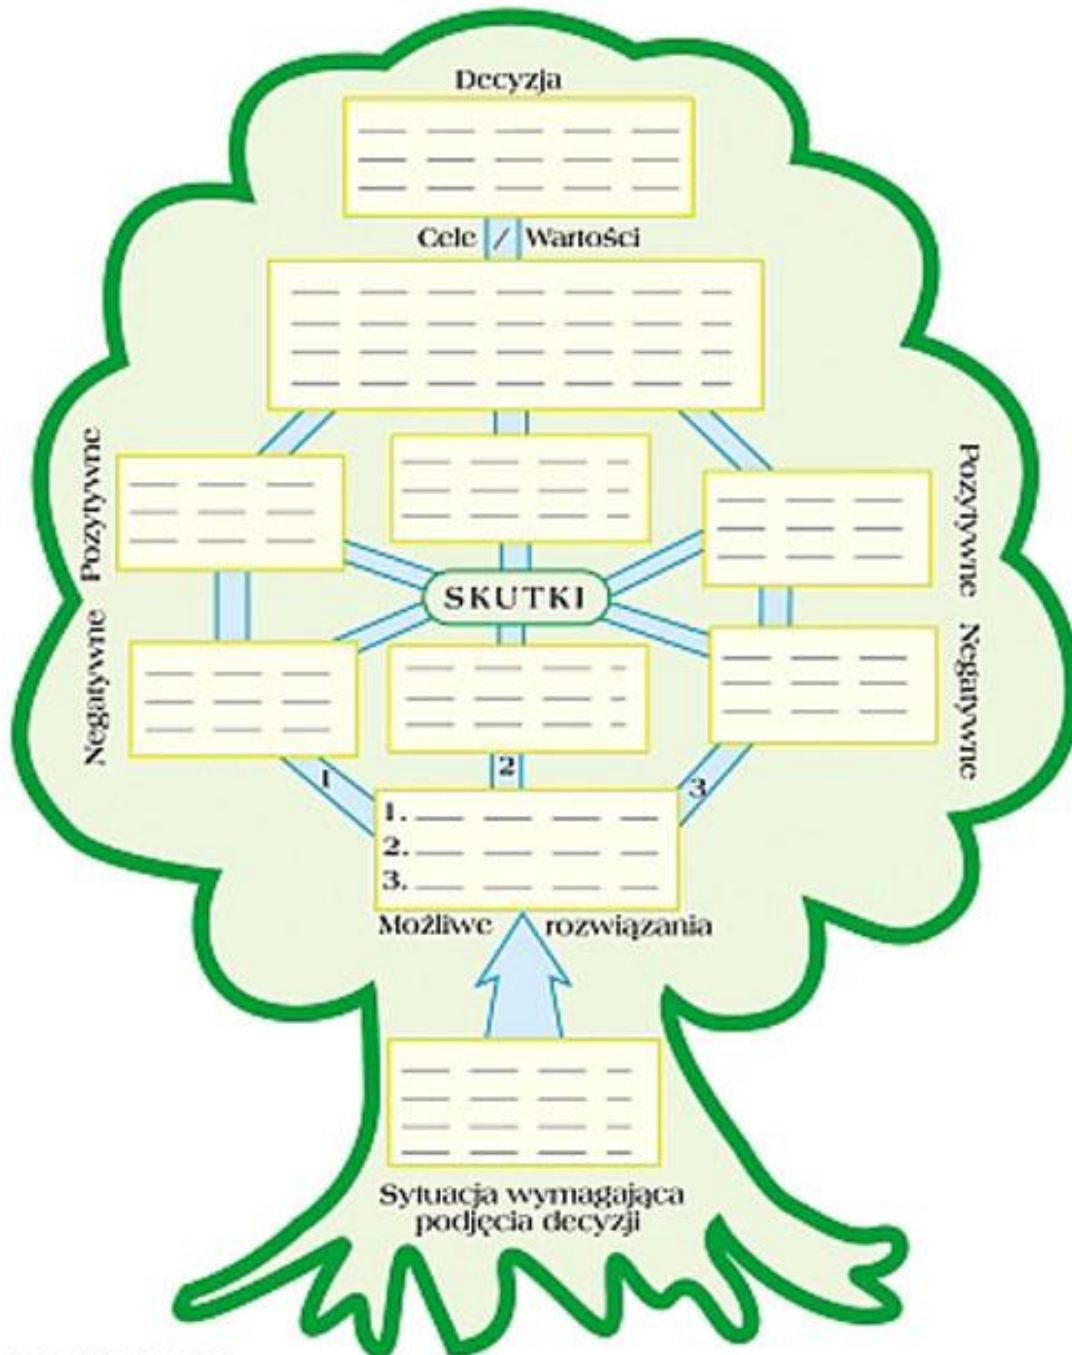 Decyzja
Cele / Wartości
Pozytywne
Pozytywne
SKUTKI
Negatywne
Negatywne
1
2
3
1.
2.
3.
Możliwe rozwiązania
Sytuacja wymagająca
podjęcia decyzji